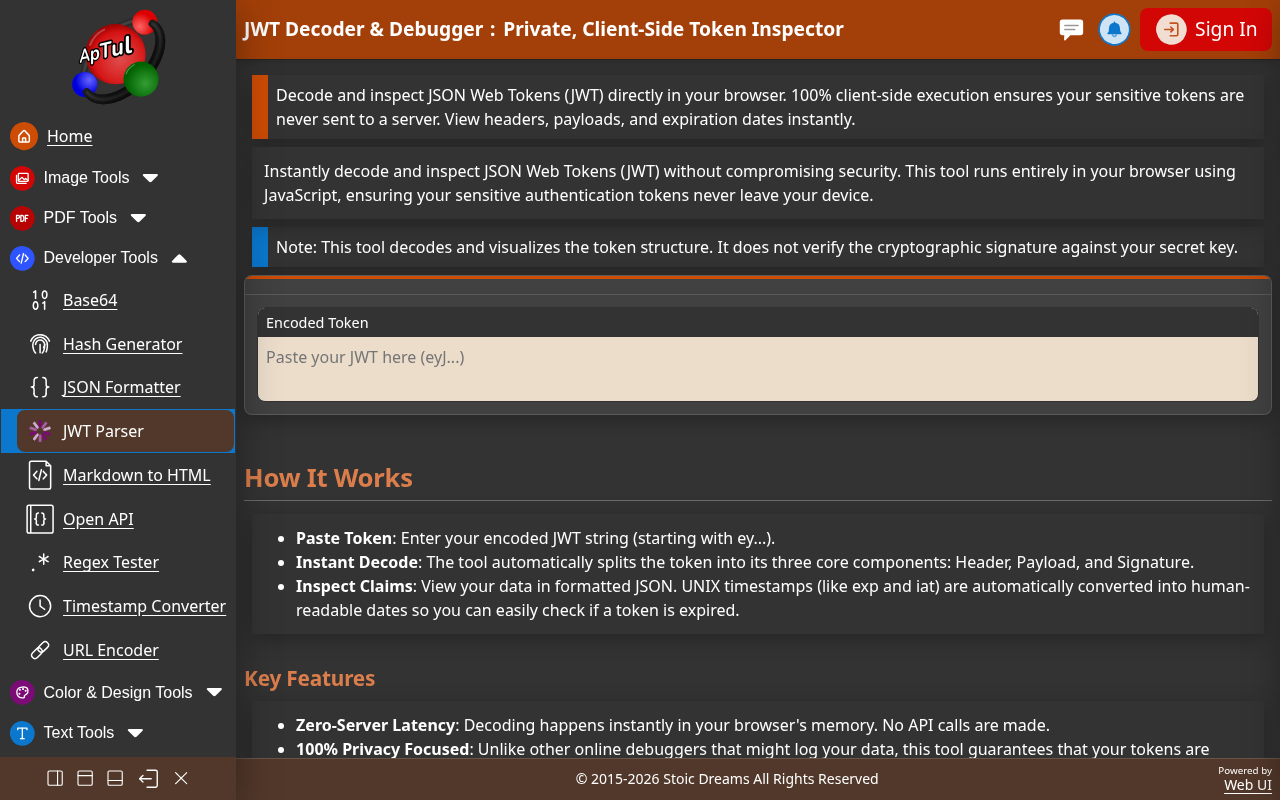 ApTul
Home
Image Tools
PDF
PDF Tools
Developer Tools
Base64
Hash Generator
JSON Formatter
JWT Parser
Markdown to HTML
Open API
Regex Tester
Timestamp Converter
URL Encoder
Color & Design Tools
Text Tools
JWT Decoder & Debugger : Private, Client-Side Token Inspector
Sign In
Decode and inspect JSON Web Tokens (JWT) directly in your browser. 100% client-side execution ensures your sensitive tokens are
never sent to a server. View headers, payloads, and expiration dates instantly.
Instantly decode and inspect JSON Web Tokens (JWT) without compromising security. This tool runs entirely in your browser using
JavaScript, ensuring your sensitive authentication tokens never leave your device.
Note: This tool decodes and visualizes the token structure. It does not verify the cryptographic signature against your secret key.
Encoded Token
Paste your JWT here (eyJ...)
How It Works
• Paste Token: Enter your encoded JWT string (starting with ey...).
• Instant Decode: The tool automatically splits the token into its three core components: Header, Payload, and Signature.
• Inspect Claims: View your data in formatted JSON. UNIX timestamps (like exp and iat) are automatically converted into human-
readable dates so you can easily check if a token is expired.
Key Features
• Zero-Server Latency: Decoding happens instantly in your browser's memory. No API calls are made.
• 100% Privacy Focused: Unlike other online debuggers that might log your data, this tool guarantees that your tokens are
© 2015-2026 Stoic Dreams All Rights Reserved
Powered by
Web UI